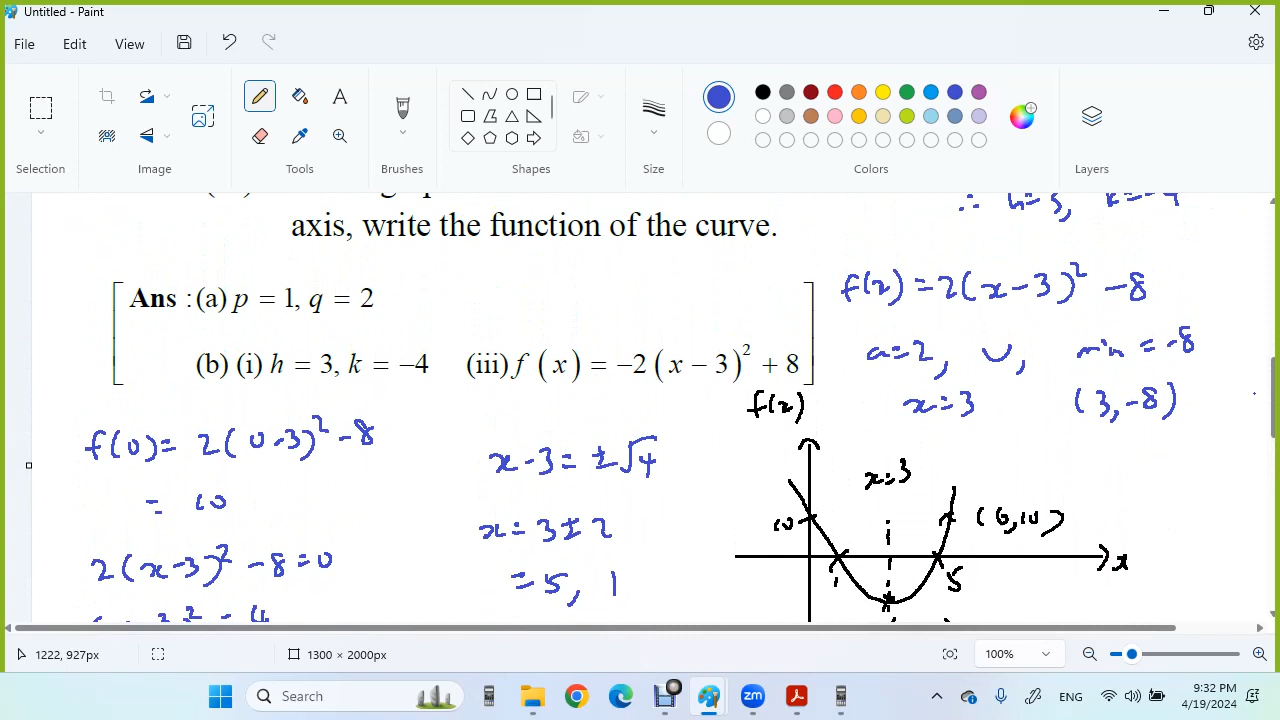 Untitled - Paint
File Edit View
Selection Image Tools Brushes Shapes Size Colors Layers
axis, write the function of the curve.
∴ h=3, k=-4
[Ans : (a) p = 1, q = 2
(b) (i) h = 3, k = −4 (iii) f (x) = −2 (x − 3)² + 8]
f(x) = 2(x-3)² -8
a=2, ∪, min = -8
x=3 (3,-8)
f(0)= 2(0-3)² -8
= 10
2(x-3)² -8=0
x-3= ±√4
x= 3±2
= 5, 1
f(x)
x=3
10
(6,10)
1
5
x
1222, 927px
1300 × 2000px
100%
Search
ENG
9:32 PM
4/19/2024